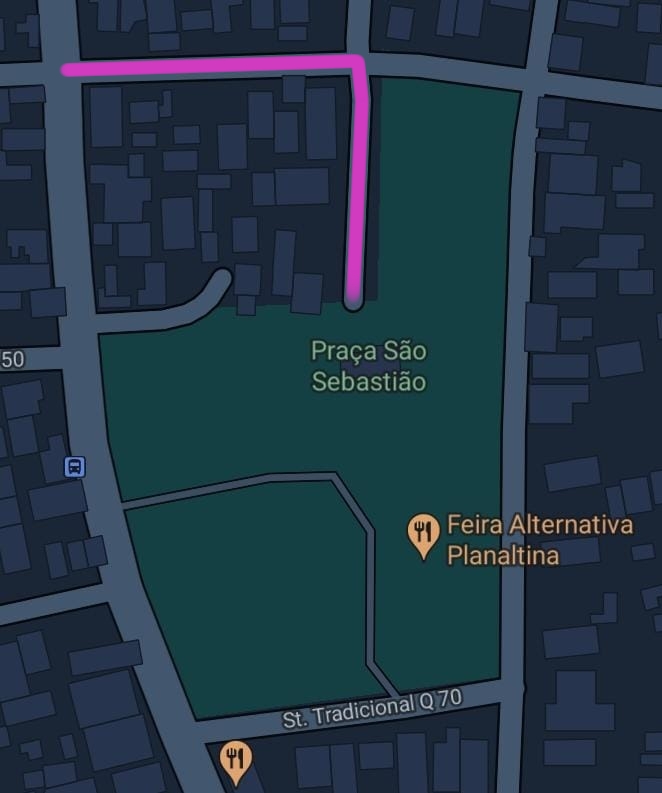 Praça São
Sebastião
50
Feira Alternativa
Planaltina
St. Tradicional Q 70